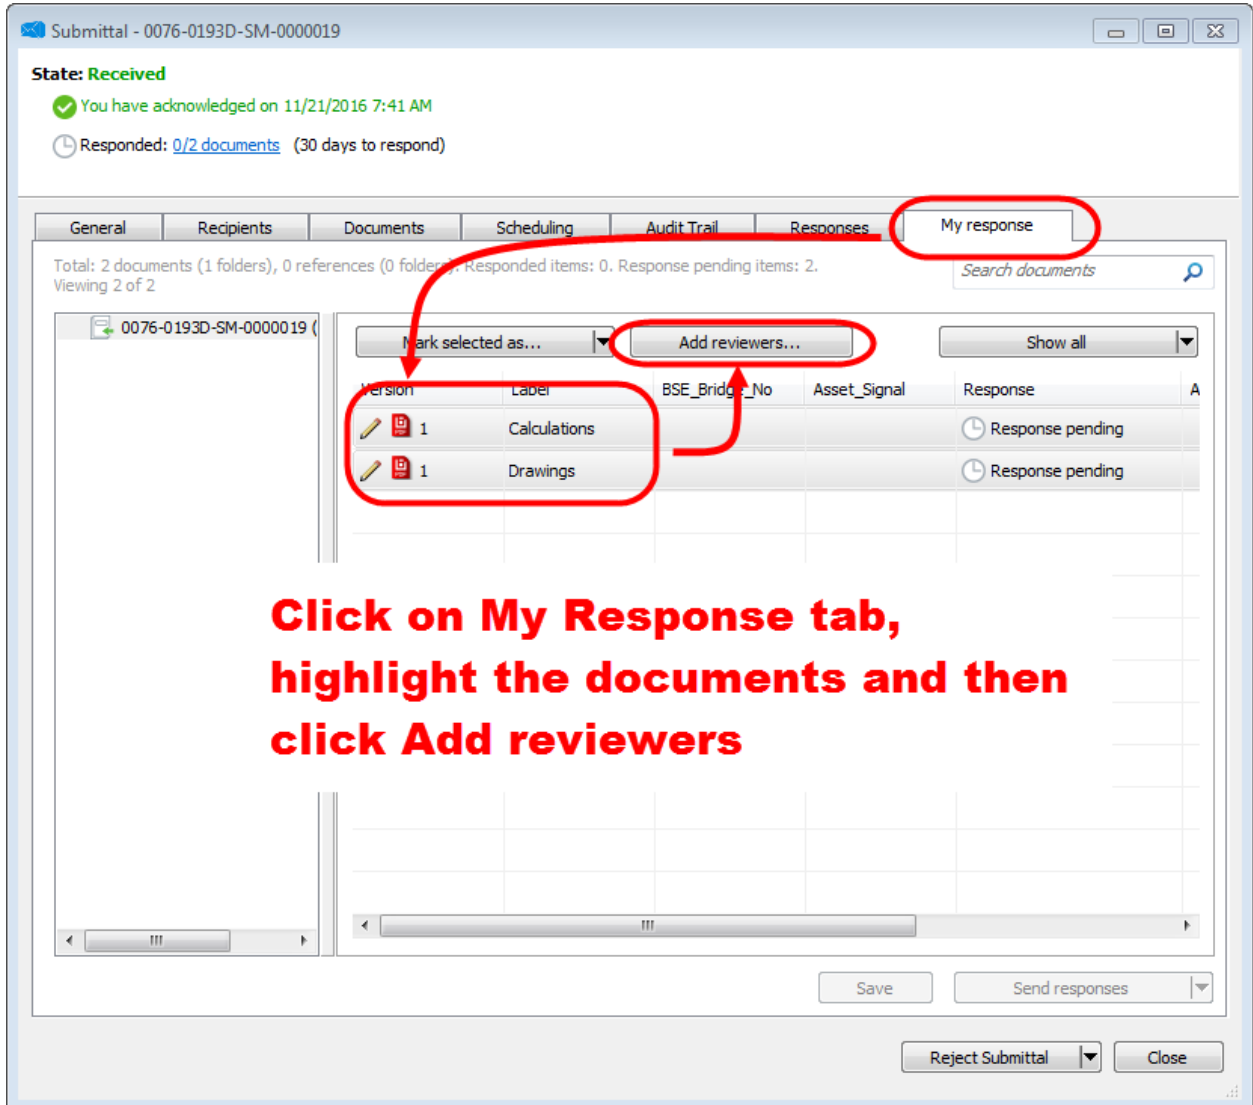 Submittal - 0076-0193D-SM-0000019
State: Received
You have acknowledged on 11/21/2016 7:41 AM
Responded: 0/2 documents (30 days to respond)
General Recipients Documents Scheduling Audit Trail Responses My response
Total: 2 documents (1 folders), 0 references (0 folders). Responded items: 0. Response pending items: 2.
Viewing 2 of 2
Search documents
0076-0193D-SM-0000019 (
Mark selected as... Add reviewers... Show all
Version Label BSE_Bridge_No Asset_Signal Response A
1 Calculations Response pending
1 Drawings Response pending
Click on My Response tab,
highlight the documents and then
click Add reviewers
Save Send responses
Reject Submittal Close